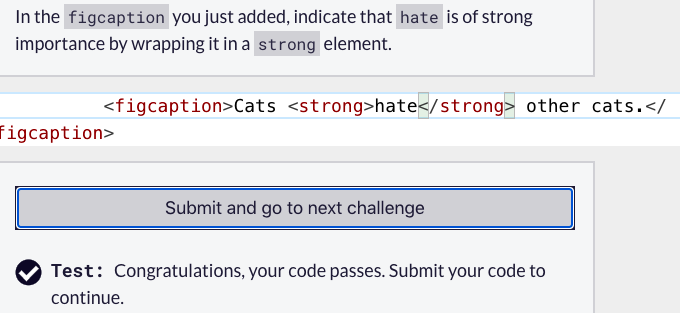 In the figcaption you just added, indicate that hate is of strong
importance by wrapping it in a strong element.
<figcaption>Cats <strong>hate</strong> other cats.</
figcaption>
Submit and go to next challenge
Test: Congratulations, your code passes. Submit your code to
continue.